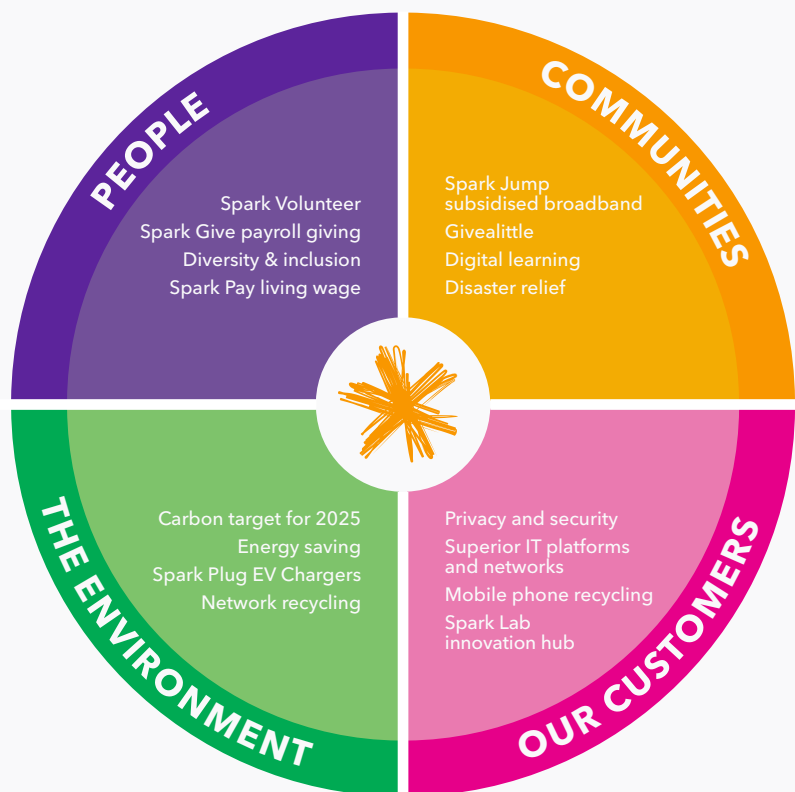 PEOPLE
Spark Volunteer
Spark Give payroll giving
Diversity & inclusion
Spark Pay living wage
COMMUNITIES
Spark Jump
subsidised broadband
Givealittle
Digital learning
Disaster relief
THE ENVIRONMENT
Carbon target for 2025
Energy saving
Spark Plug EV Chargers
Network recycling
OUR CUSTOMERS
Privacy and security
Superior IT platforms
and networks
Mobile phone recycling
Spark Lab
innovation hub